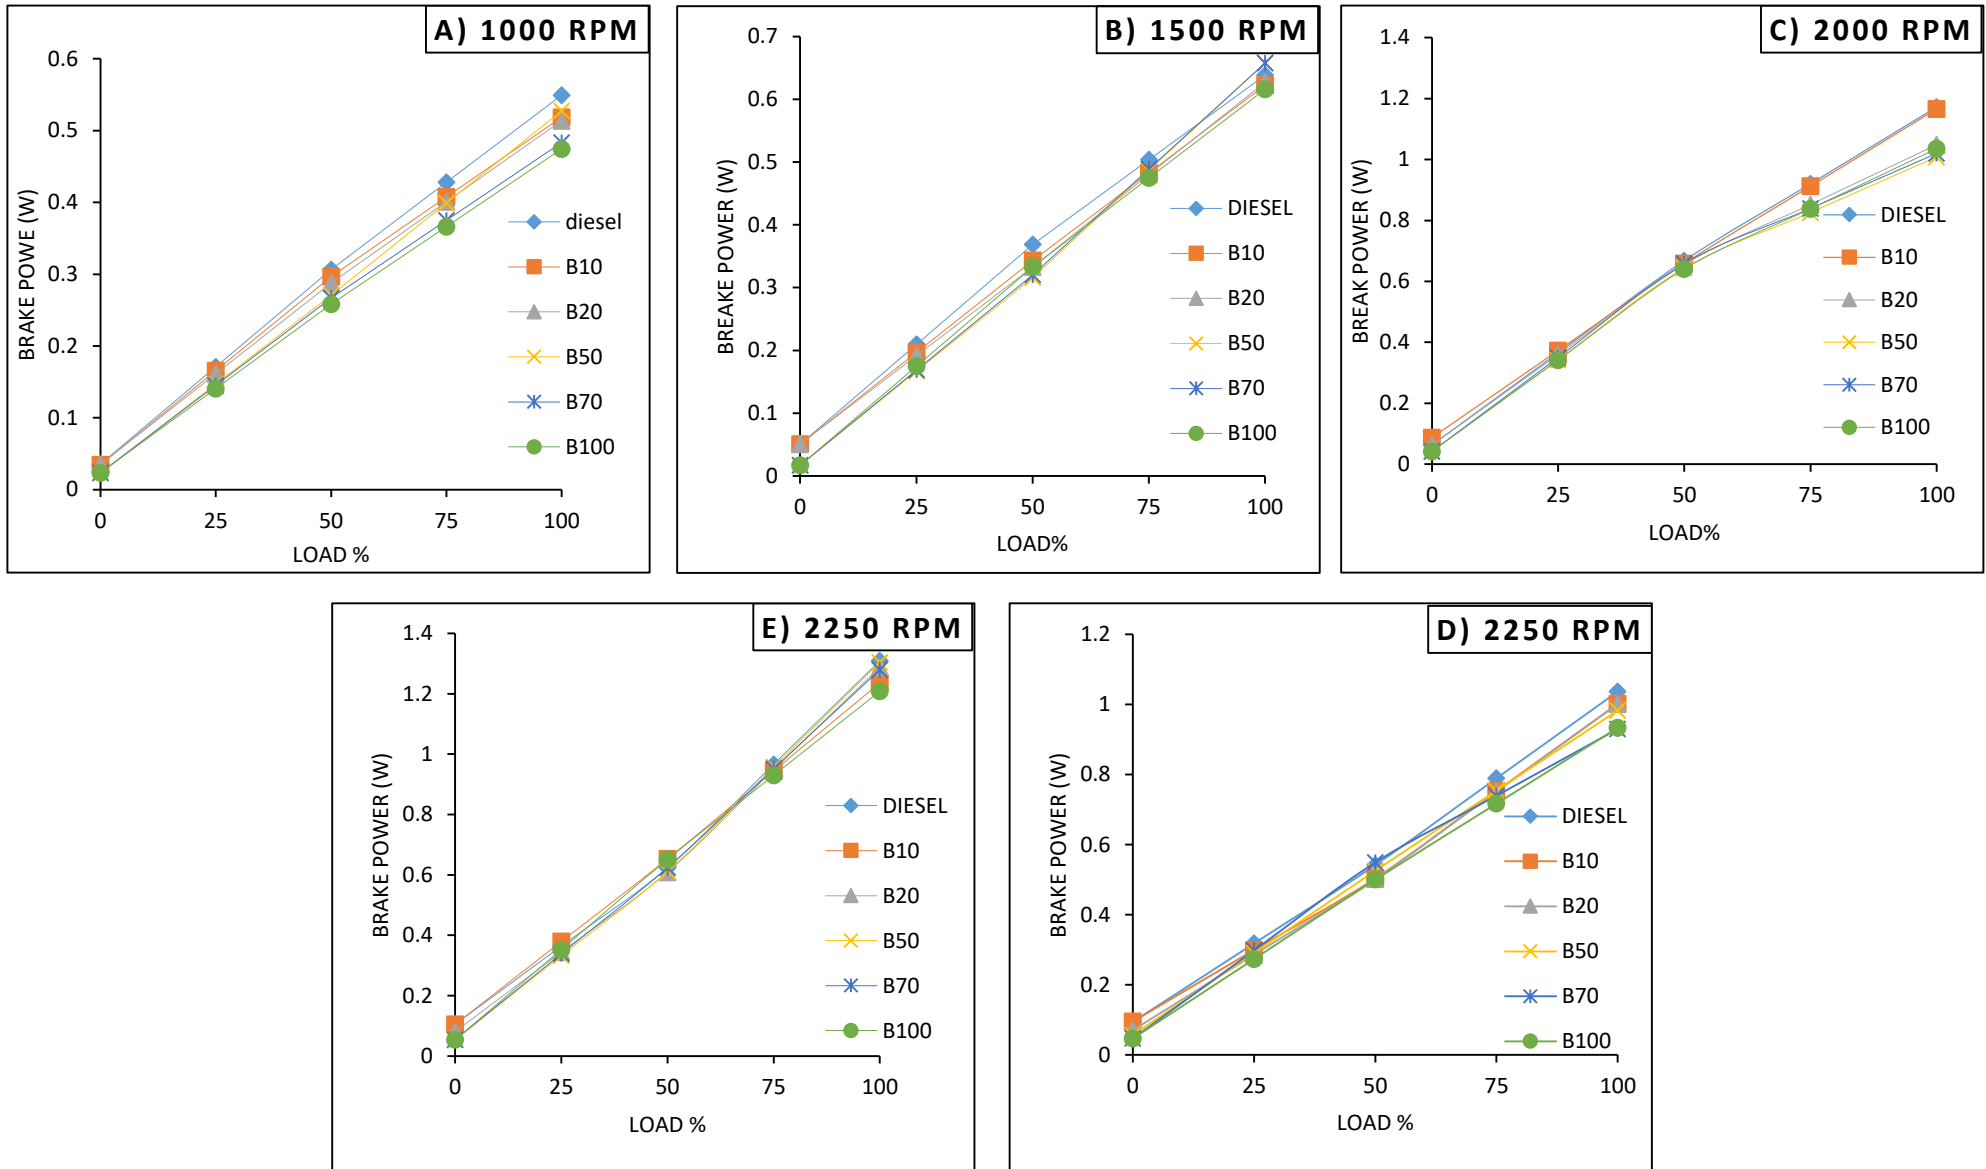 A) 1000 RPM
BRAKE POWE (W)
0.6
0.5
0.4
0.3
0.2
0.1
0
0 25 50 75 100
LOAD %
diesel
B10
B20
B50
B70
B100
B) 1500 RPM
BREAKE POWER (W)
0.7
0.6
0.5
0.4
0.3
0.2
0.1
0
0 25 50 75 100
LOAD%
DIESEL
B10
B20
B50
B70
B100
C) 2000 RPM
BREAK POWER (W)
1.4
1.2
1
0.8
0.6
0.4
0.2
0
0 25 50 75 100
LOAD%
DIESEL
B10
B20
B50
B70
B100
E) 2250 RPM
BRAKE POWER (W)
1.4
1.2
1
0.8
0.6
0.4
0.2
0
0 25 50 75 100
LOAD %
DIESEL
B10
B20
B50
B70
B100
D) 2250 RPM
BRAKE POWER (W)
1.2
1
0.8
0.6
0.4
0.2
0
0 25 50 75 100
LOAD %
DIESEL
B10
B20
B50
B70
B100